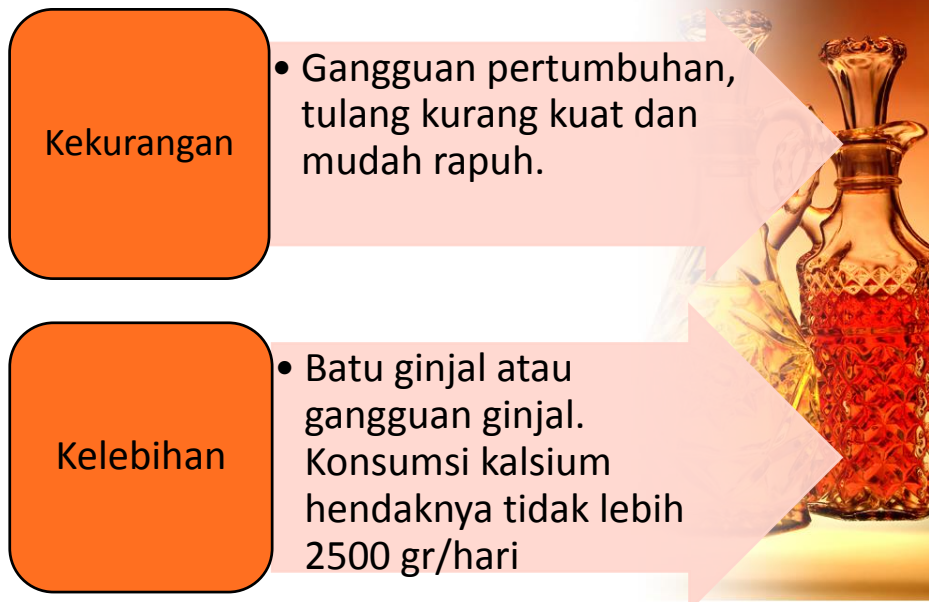 Kekurangan
• Gangguan pertumbuhan,
tulang kurang kuat dan
mudah rapuh.
Kelebihan
• Batu ginjal atau
gangguan ginjal.
Konsumsi kalsium
hendaknya tidak lebih
2500 gr/hari